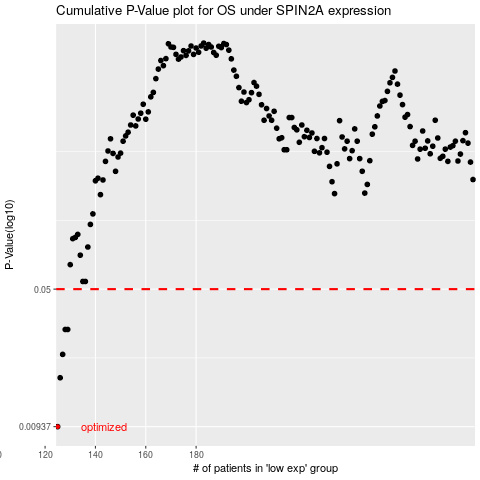 Cumulative P-Value plot for OS under SPIN2A expression
P-Value(log10)
0.05
0.00937
optimized
0 120 140 160 180
# of patients in 'low exp' group